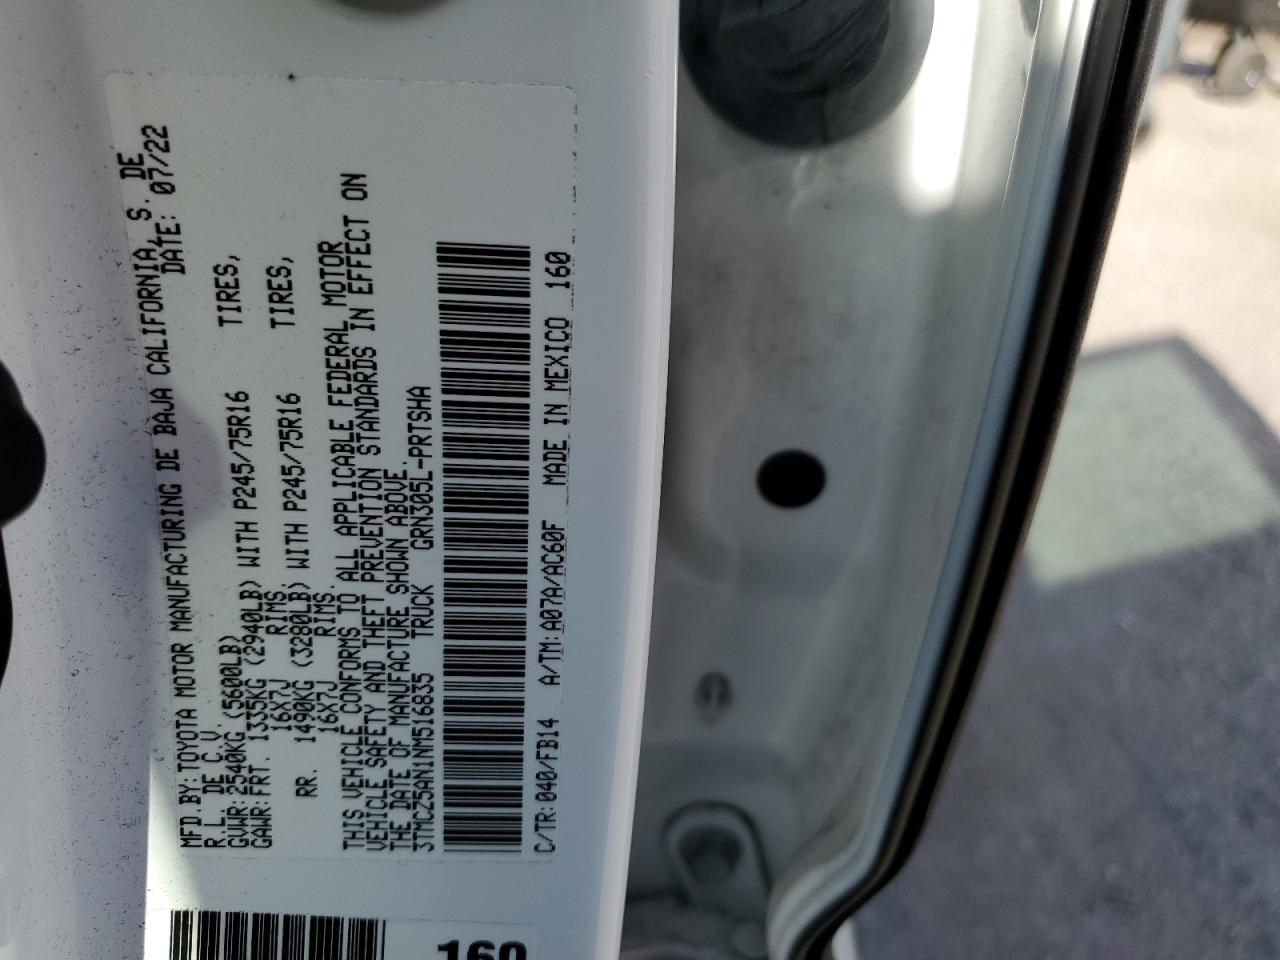 MFD.BY:TOYOTA MOTOR MANUFACTURING DE BAJA CALIFORNIA, S. DE
R.L. DE C.V. DATE: 07/22
GVWR:2540KG (5600LB)
GAWR:FRT. 1335KG (2940LB) WITH P245/75R16 TIRES,
16X7J RIMS.
RR. 1490KG (3280LB) WITH P245/75R16 TIRES,
16X7J RIMS.
THIS VEHICLE CONFORMS TO ALL APPLICABLE FEDERAL MOTOR
VEHICLE SAFETY AND THEFT PREVENTION STANDARDS IN EFFECT ON
THE DATE OF MANUFACTURE SHOWN ABOVE.
3TMCZ5AN1NM516835 TRUCK GRN305L-PRTSHA
C/TR:040/FB14 A/TM:A07A/AC60F MADE IN MEXICO 160
160